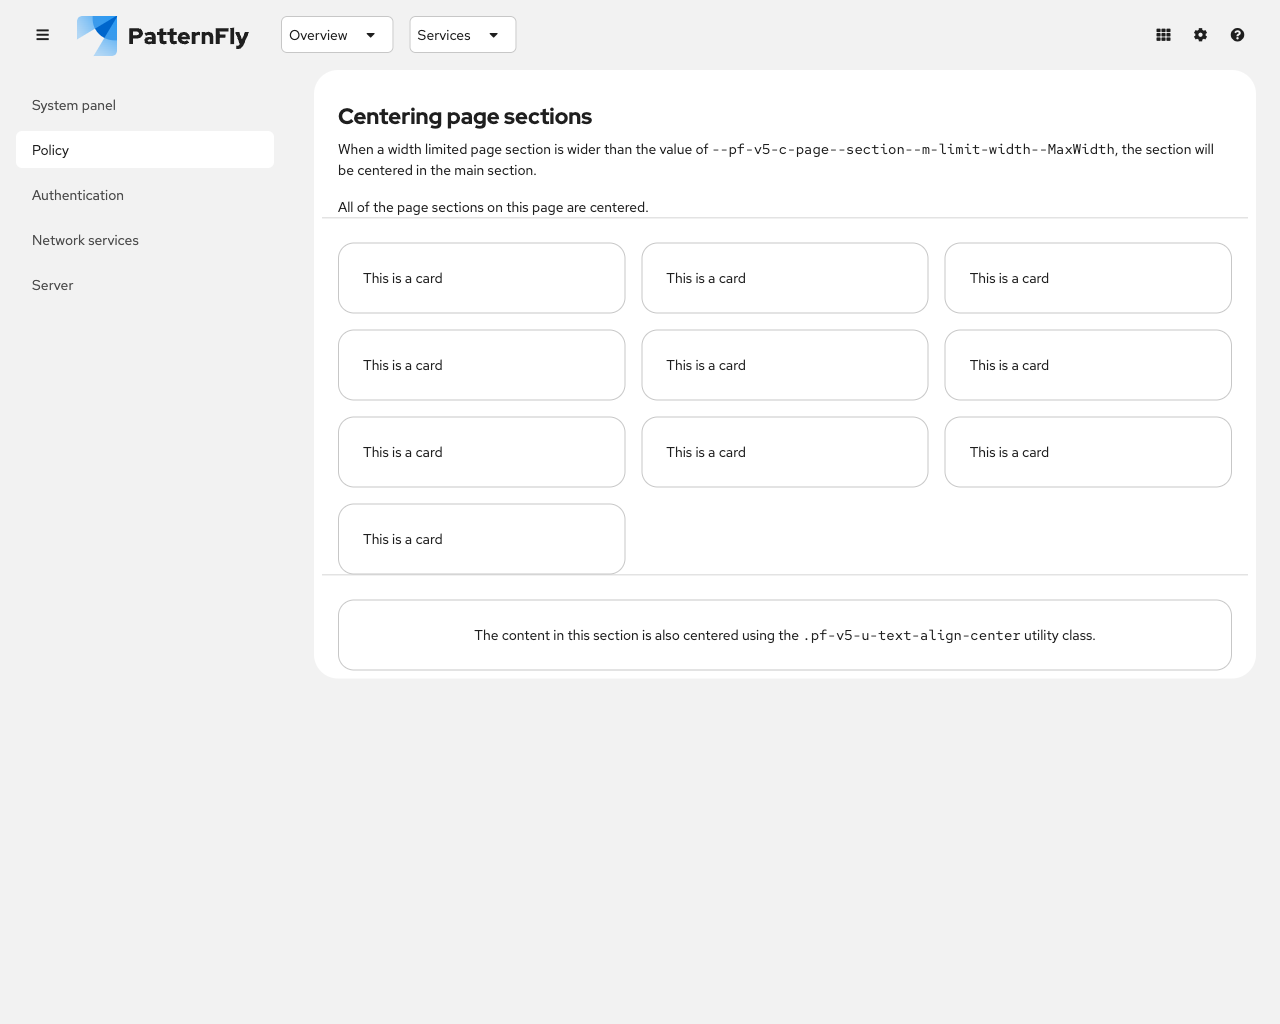 PatternFly
Overview
Services
System panel
Policy
Authentication
Network services
Server
Centering page sections
When a width limited page section is wider than the value of --pf-v5-c-page--section--m-limit-width--MaxWidth, the section will
be centered in the main section.
All of the page sections on this page are centered.
This is a card
This is a card
This is a card
This is a card
This is a card
This is a card
This is a card
This is a card
This is a card
This is a card
The content in this section is also centered using the .pf-v5-u-text-align-center utility class.